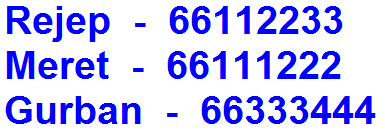 Rejep - 66112233
Meret - 66111222
Gurban - 66333444